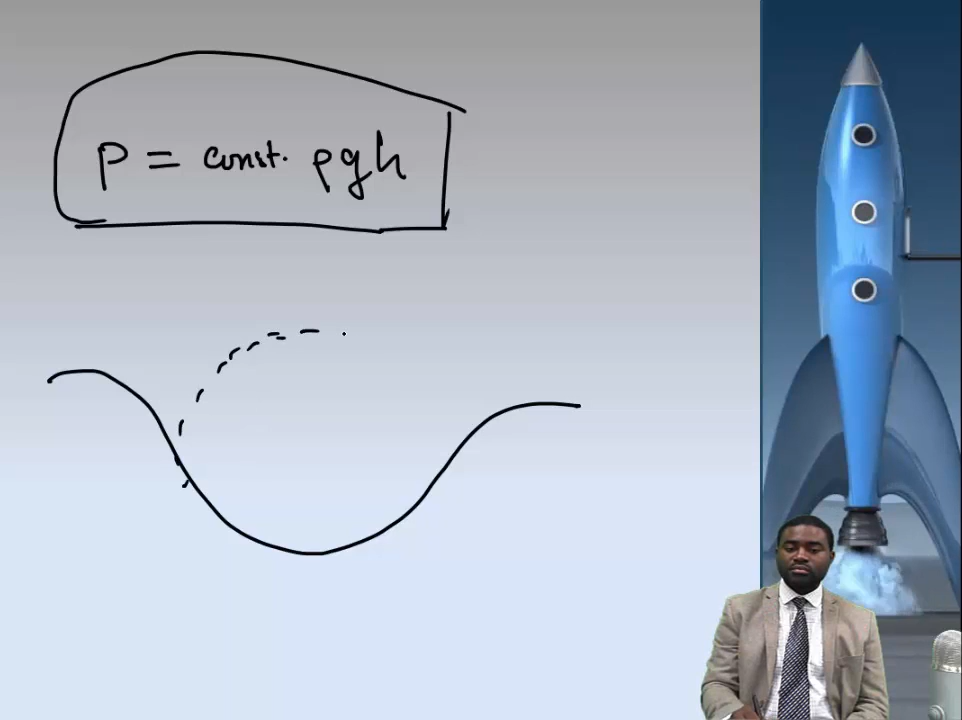 P = const. ρgh